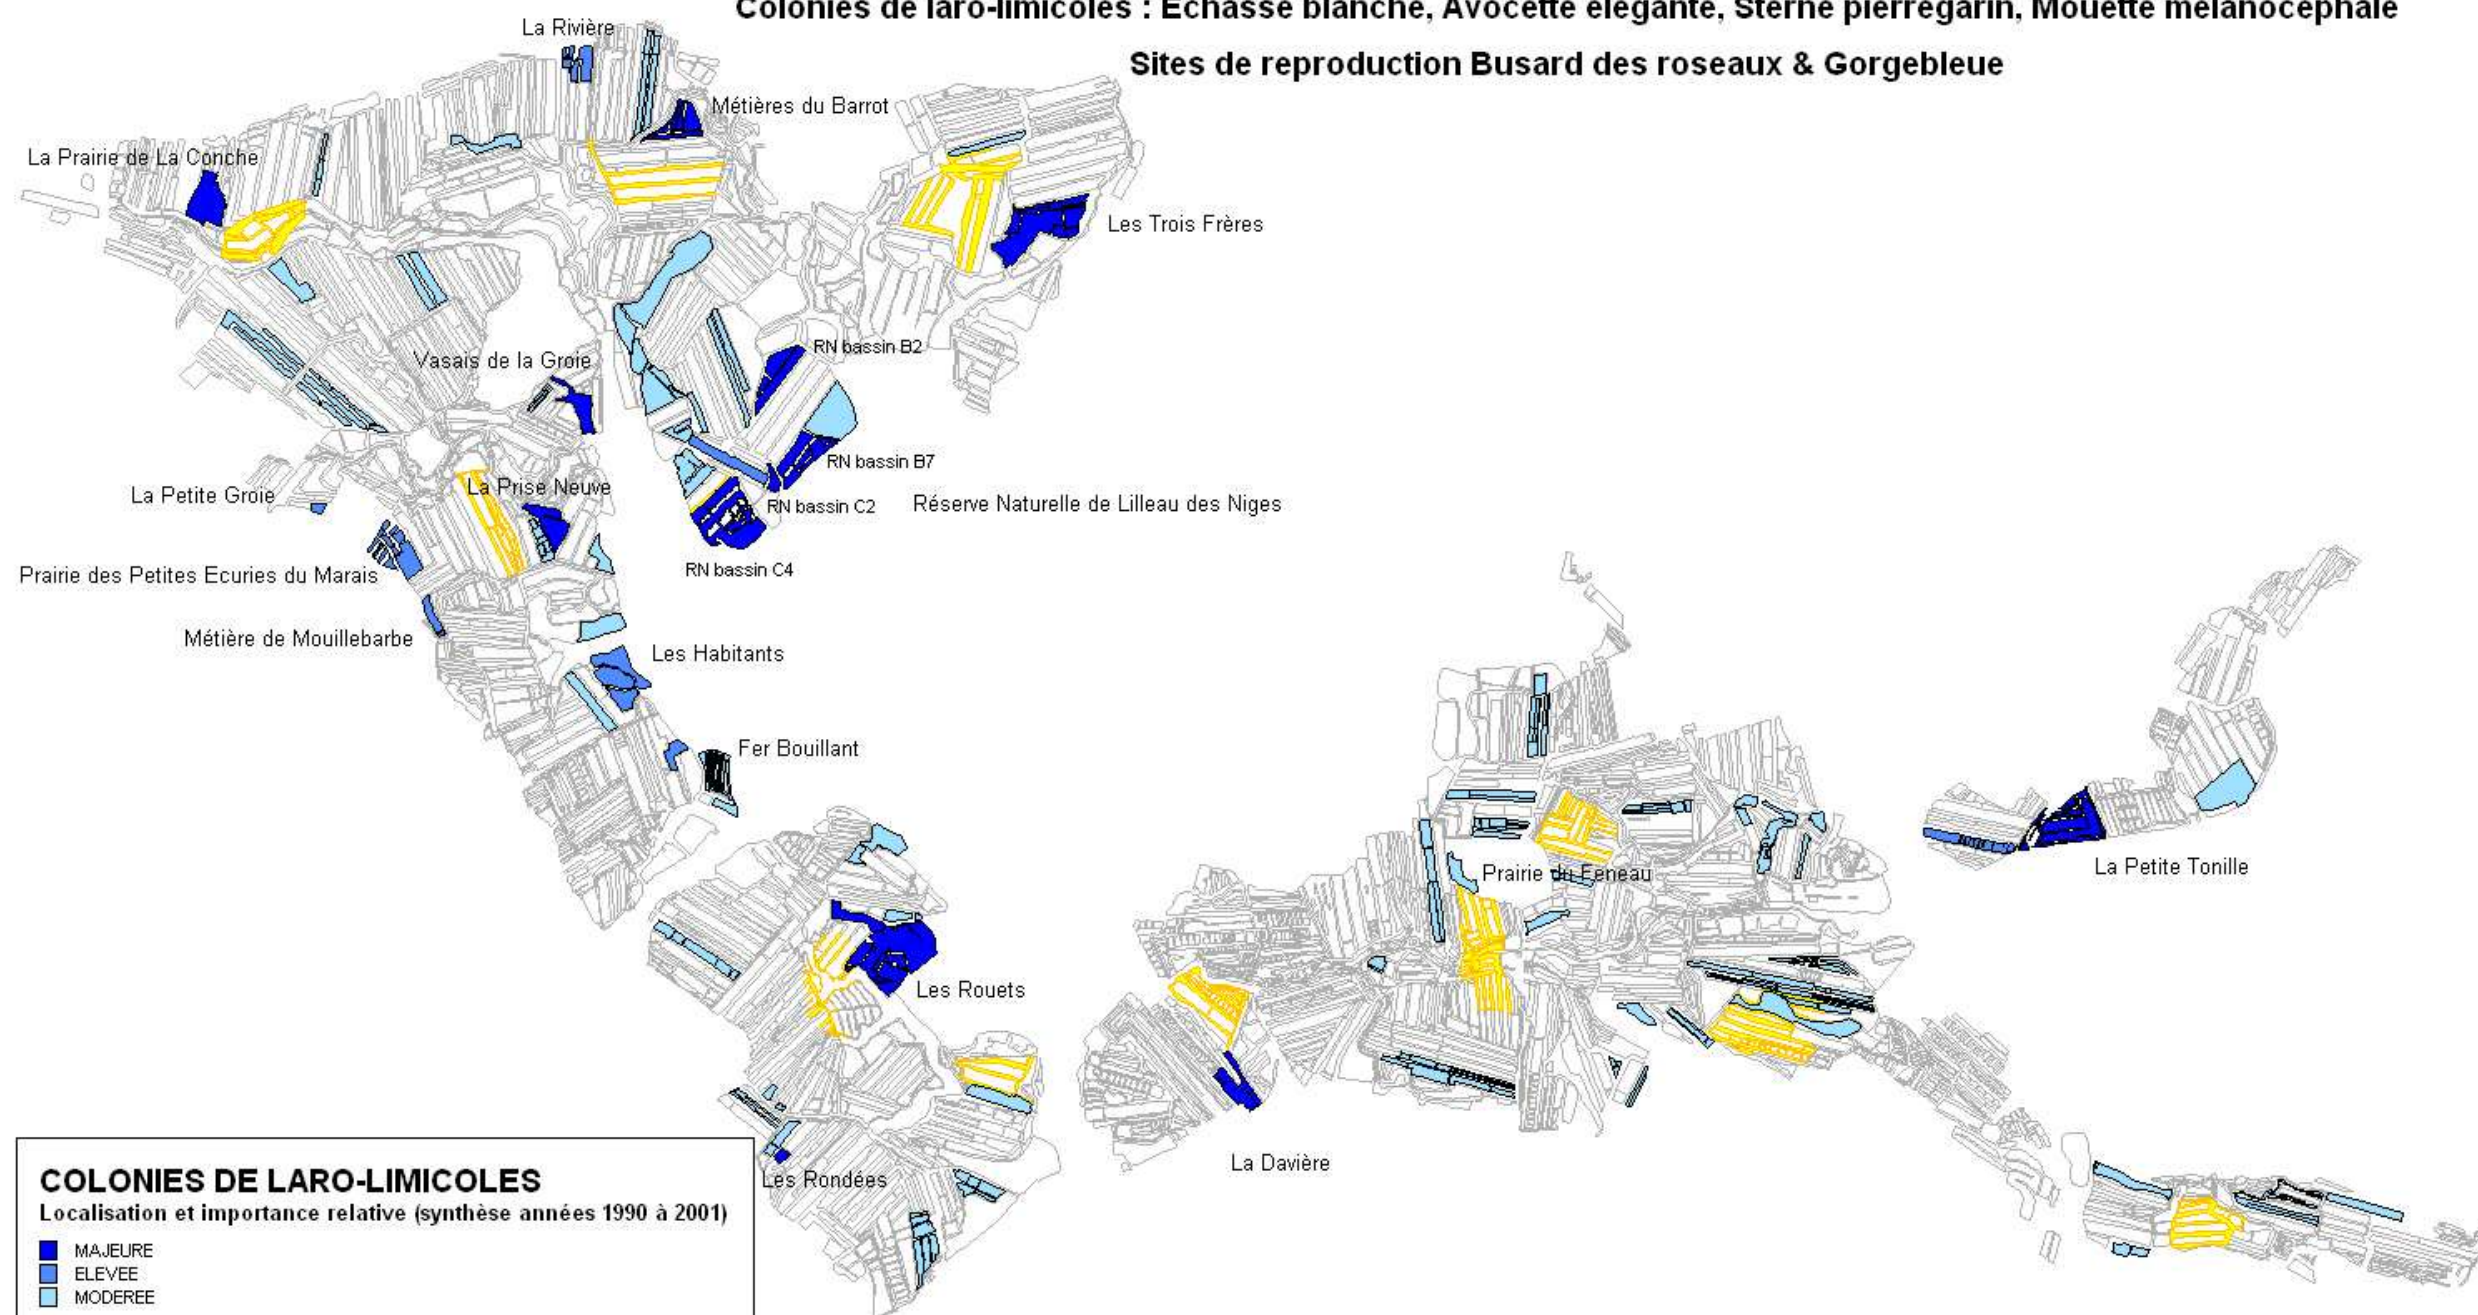 Colonies de laro-limicoles : Echasse blanche, Avocette élégante, Sterne pierregarin, Mouette mélanocéphale
Sites de reproduction Busard des roseaux & Gorgebleue
La Rivière
Métières du Barrot
La Prairie de La Conche
Les Trois Frères
RN bassin B2
Vasais de la Groie
RN bassin B7
La Prise Neuve
La Petite Groie
RN bassin C2
Réserve Naturelle de Lilleau des Niges
RN bassin C4
Prairie des Petites Ecuries du Marais
Métière de Mouillebarbe
Les Habitants
Fer Bouillant
La Petite Tonille
Prairie du Feneau
Les Rouets
La Davière
Les Rondées
COLONIES DE LARO-LIMICOLES
Localisation et importance relative (synthèse années 1990 à 2001)
MAJEURE
ELEVEE
MODEREE